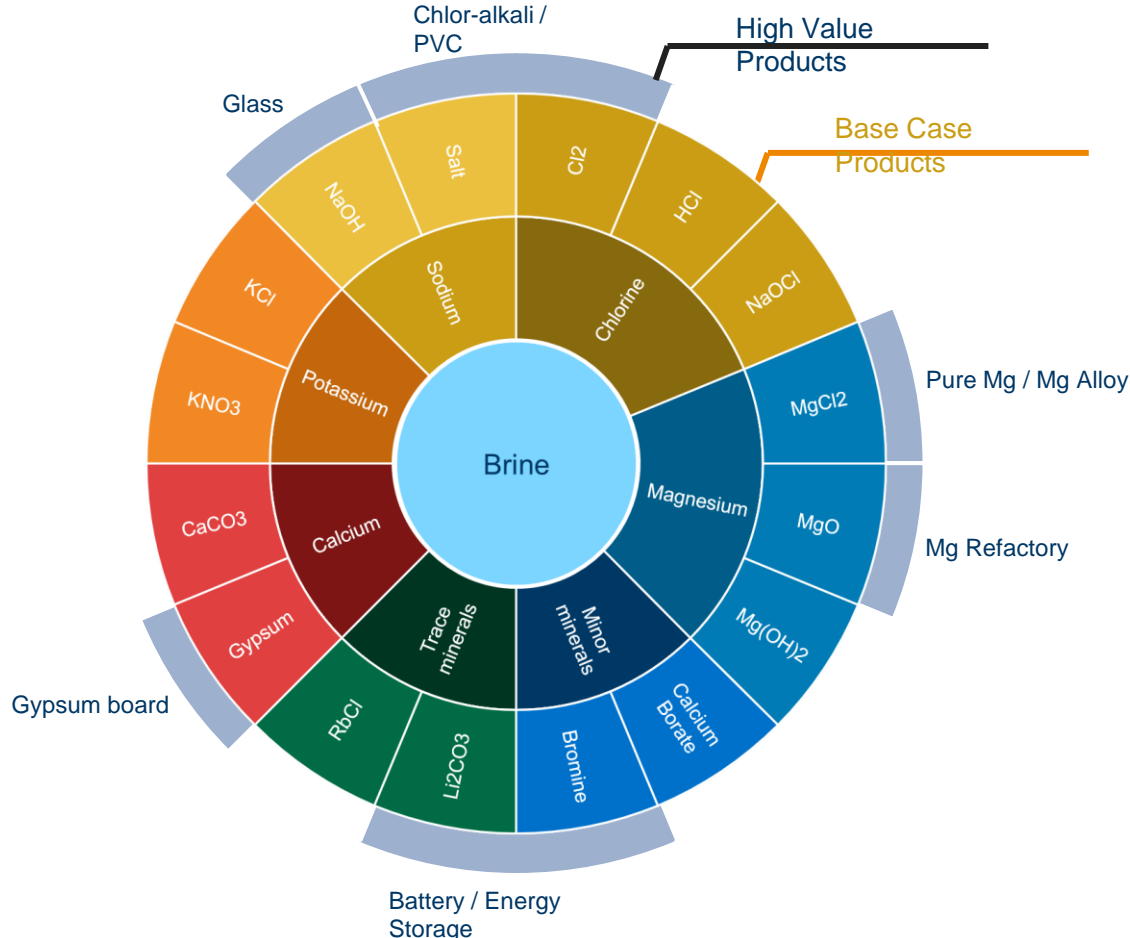 Chlor-alkali /
PVC
High Value
Products
Glass
Base Case
Products
Salt
Cl2
NaOH
HCl
KCl
Sodium
Chlorine
NaOCl
Potassium
KNO3
MgCl2
Pure Mg / Mg Alloy
Brine
Magnesium
CaCO3
Calcium
MgO
Mg Refactory
Gypsum
Trace
minerals
Minor
minerals
Mg(OH)2
Gypsum board
RbCl
Li2CO3
Bromine
Calcium
Borate
Battery / Energy
Storage